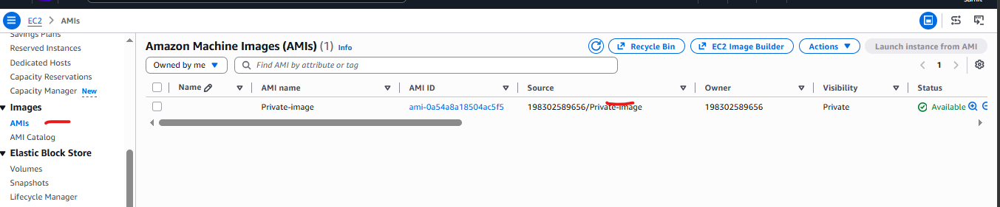 EC2 > AMIs
Savings Plans
Reserved Instances
Dedicated Hosts
Capacity Reservations
Capacity Manager New
Images
AMIs
AMI Catalog
Elastic Block Store
Volumes
Snapshots
Lifecycle Manager
Amazon Machine Images (AMIs) (1) Info
Recycle Bin
EC2 Image Builder
Actions
Launch instance from AMI
Owned by me
Find AMI by attribute or tag
1
Name AMI name AMI ID Source Owner Visibility Status
Private-image ami-0a54a8a18504ac5f5 198302589656/Private-image 198302589656 Private Available